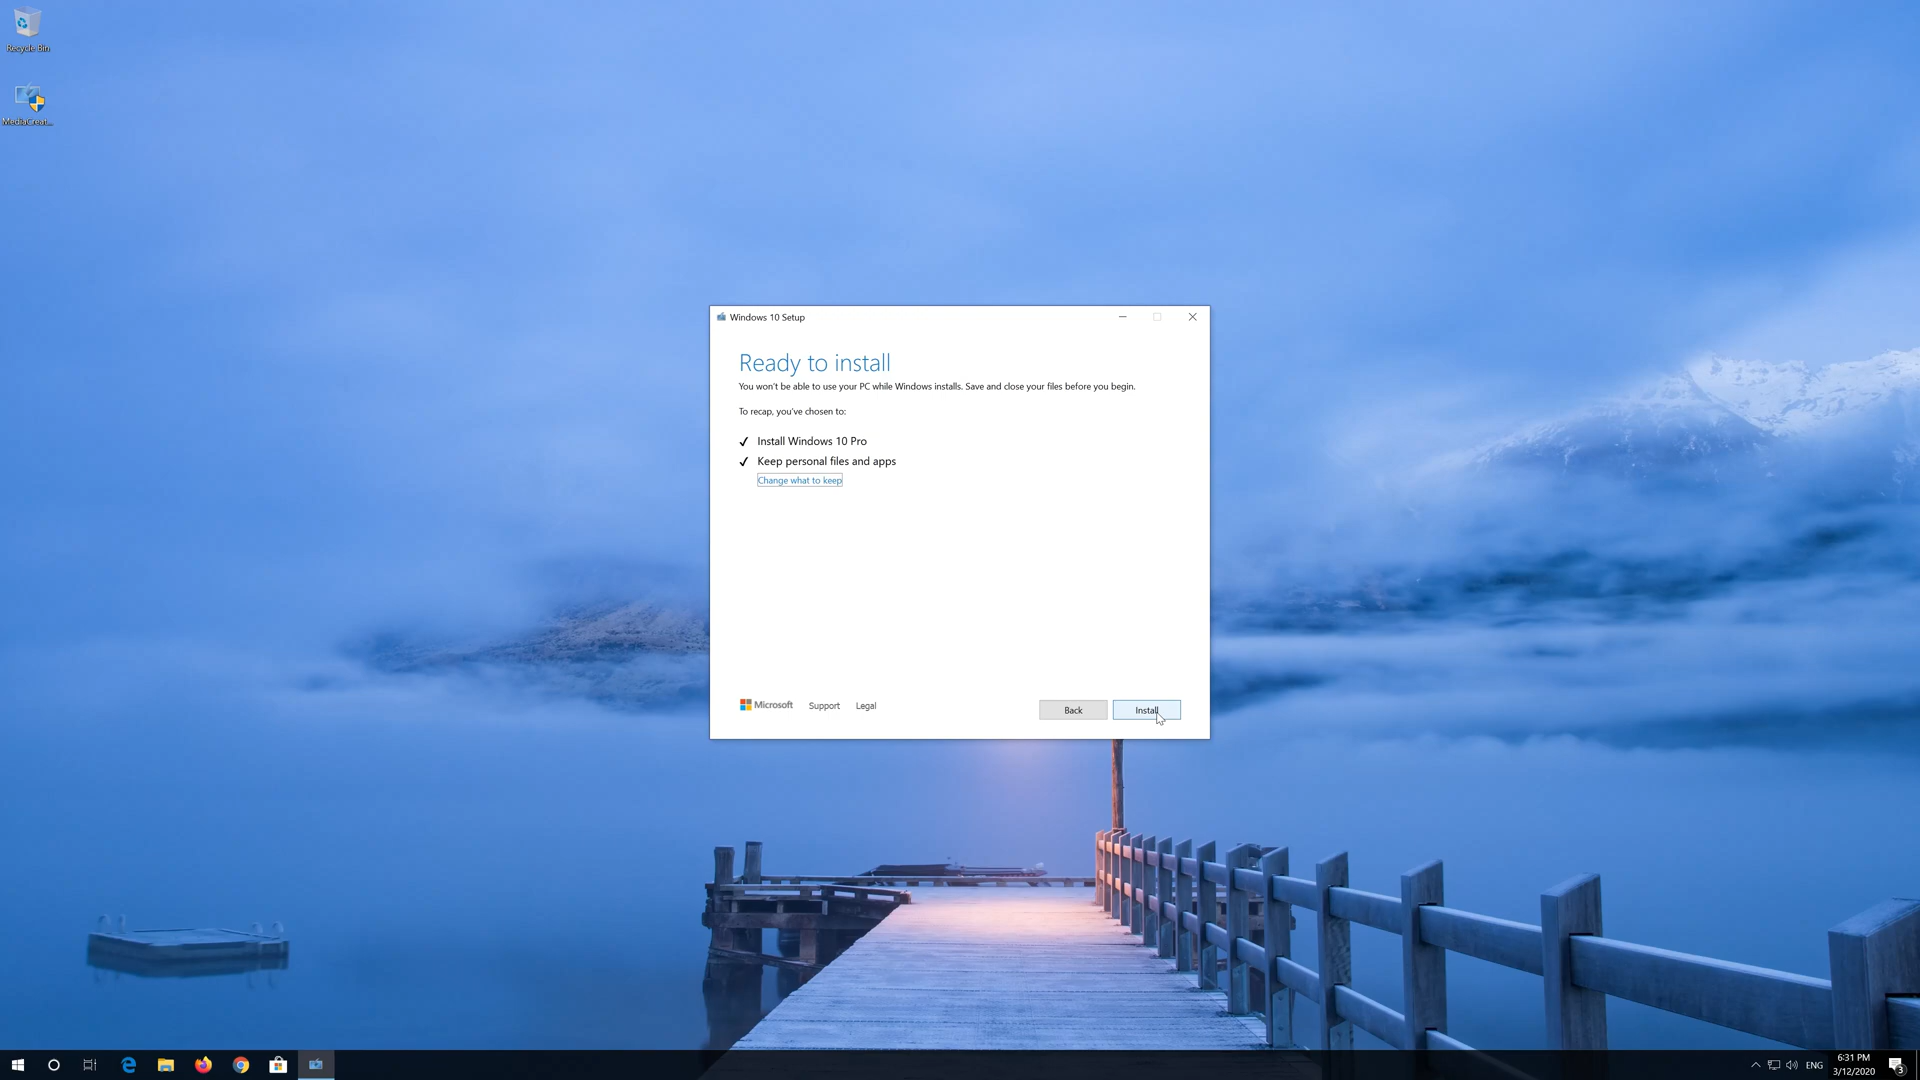 Recycle Bin
MediaCreat...
Windows 10 Setup
Ready to install
You won't be able to use your PC while Windows installs. Save and close your files before you begin.
To recap, you've chosen to:
Install Windows 10 Pro
Keep personal files and apps
Change what to keep
Microsoft Support Legal
Back Install
ENG
6:31 PM
3/12/2020
3